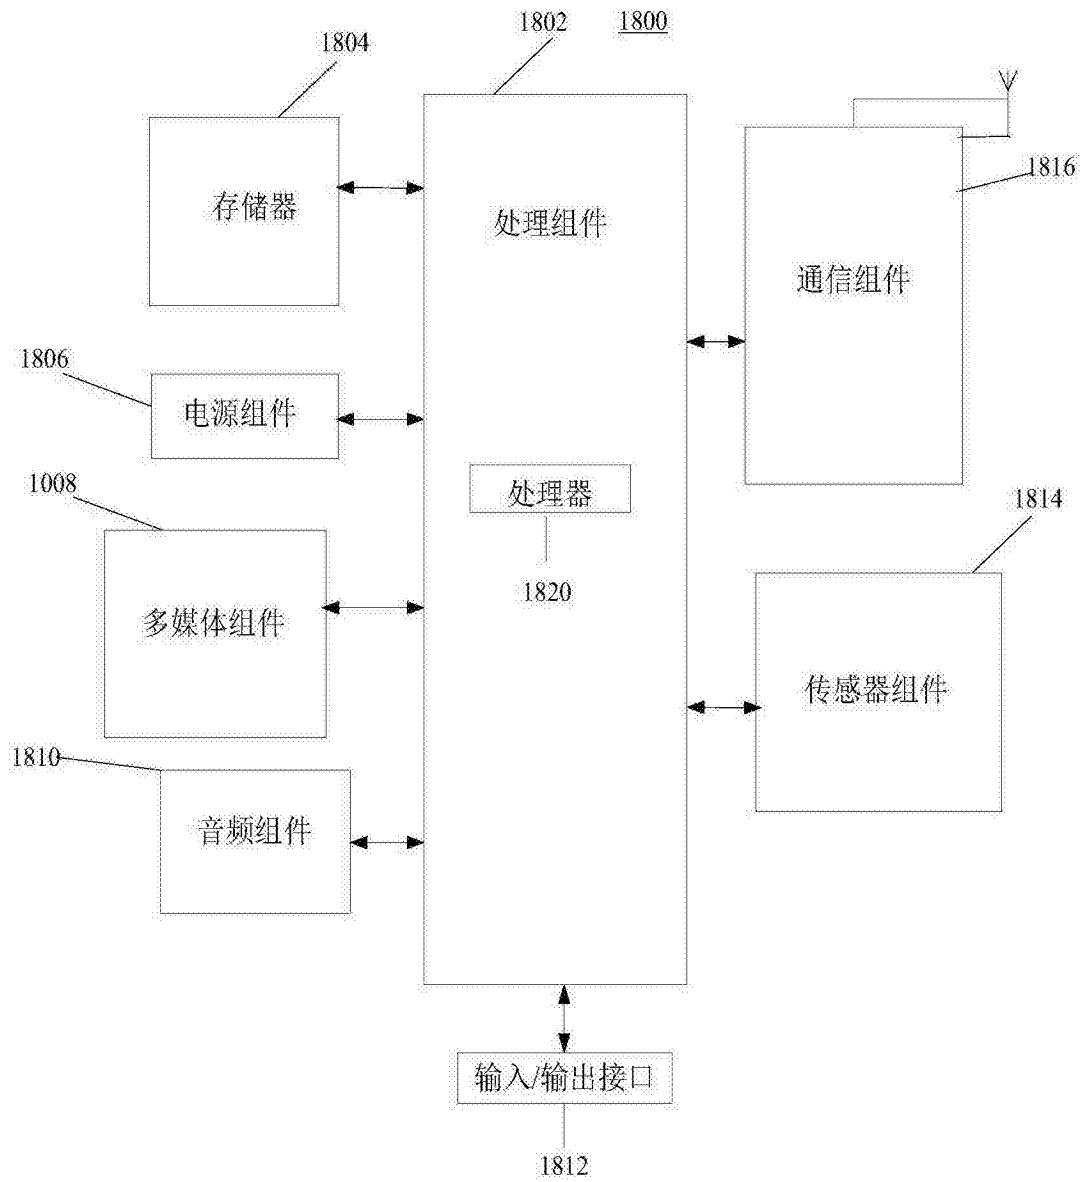 1802
1800
1804
存储器
处理组件
1816
通信组件
1806
电源组件
1008
处理器
1820
1814
多媒体组件
传感器组件
1810
音频组件
输入/输出接口
1812